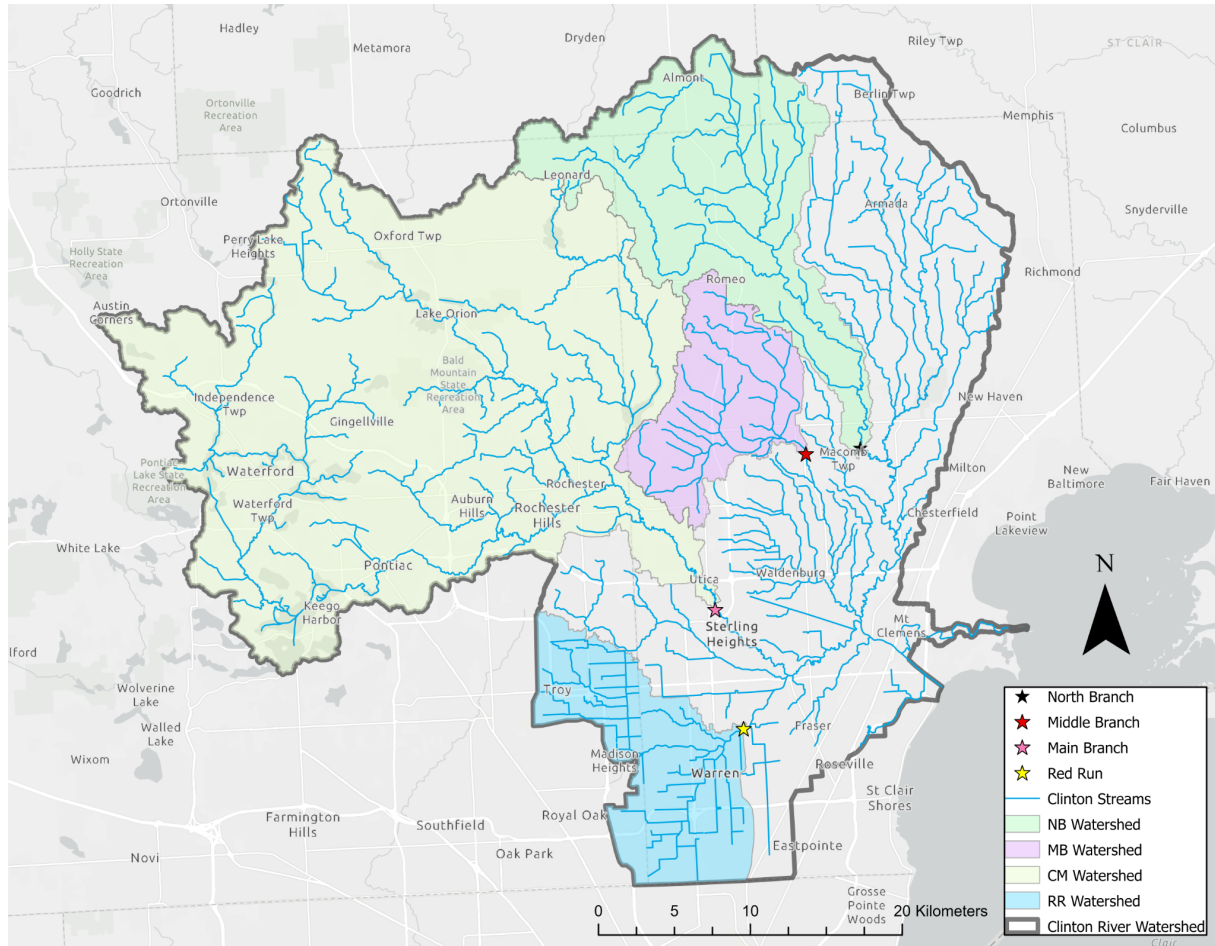 Hadley
Metamora
Dryden
Riley Twp
ST CLAIR
Goodrich
Ortonville
Recreation
Area
Almont
Berlin Twp
Memphis
Columbus
Leonard
Ortonville
Armada
Snyderville
Perry Lake
Heights
Oxford Twp
Holly State
Recreation
Area
Richmond
Romeo
Austin
Corners
Lake Orion
Bald
Mountain
State
Recreation
Area
Independence
Twp
Gingellville
New Haven
Pontiac
Lake State
Recreation
Area
Waterford
Macomb
Twp
Milton
New
Baltimore
Fair Haven
Rochester
Waterford
Twp
Auburn
Hills
Rochester
Hills
Chesterfield
Point
Lakeview
White Lake
Pontiac
Utica
Waldenburg
Keego
Harbor
Sterling
Heights
Mt
Clemens
N
lford
Wolverine
Lake
Troy
Walled
Lake
Fraser
Wixom
Madison
Heights
Warren
Roseville
St Clair
Shores
Farmington
Hills
Southfield
Royal Oak
Oak Park
Eastpointe
Novi
Grosse
Pointe
Woods
Clay
0 5 10 20 Kilometers
North Branch
Middle Branch
Main Branch
Red Run
Clinton Streams
NB Watershed
MB Watershed
CM Watershed
RR Watershed
Clinton River Watershed